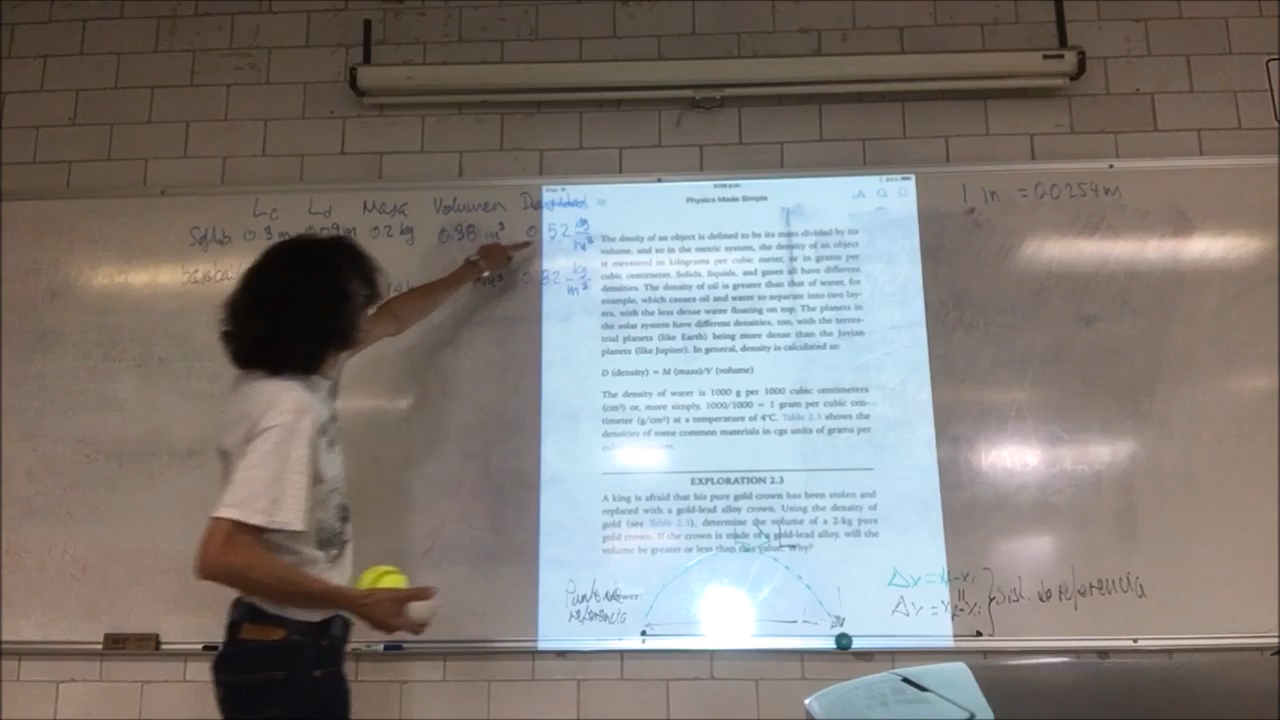 Lc Ld Masa Volumen Densidad
0.3m 0.09m 0.2kg 0.38 m³ 0.52 kg/m³
0.82 kg/m³
1 in = 0.0254m
Physics Made Simple
The density of an object is defined to be its mass divided by its
volume, and so in the metric system, the density of an object
is measured in kilograms per cubic meter, or in grams per
cubic centimeter. Solids, liquids, and gases all have different
densities. The density of oil is greater than that of water, for
example, which causes oil and water to separate into two lay-
ers, with the less dense water floating on top. The planets in
the solar system have different densities, too, with the terres-
trial planets (like Earth) being more dense than the Jovian
planets (like Jupiter). In general, density is calculated as:
D (density) = M (mass)/V (volume)
The density of water is 1000 g per 1000 cubic centimeters
(cm³) or, more simply, 1000/1000 = 1 gram per cubic cen-
timeter (g/cm³) at a temperature of 4°C. Table 2.3 shows the
densities of some common materials in cgs units of grams per
EXPLORATION 2.3
A king is afraid that his pure gold crown has been stolen and
replaced with a gold-lead alloy crown. Using the density of
gold (see Table 2.3), determine the volume of a 2-kg pure
gold crown. If the crown is made of a gold-lead alloy, will the
volume be greater or less than this value. Why?
Answer:
Punto de
referencia
Sist. de referencia